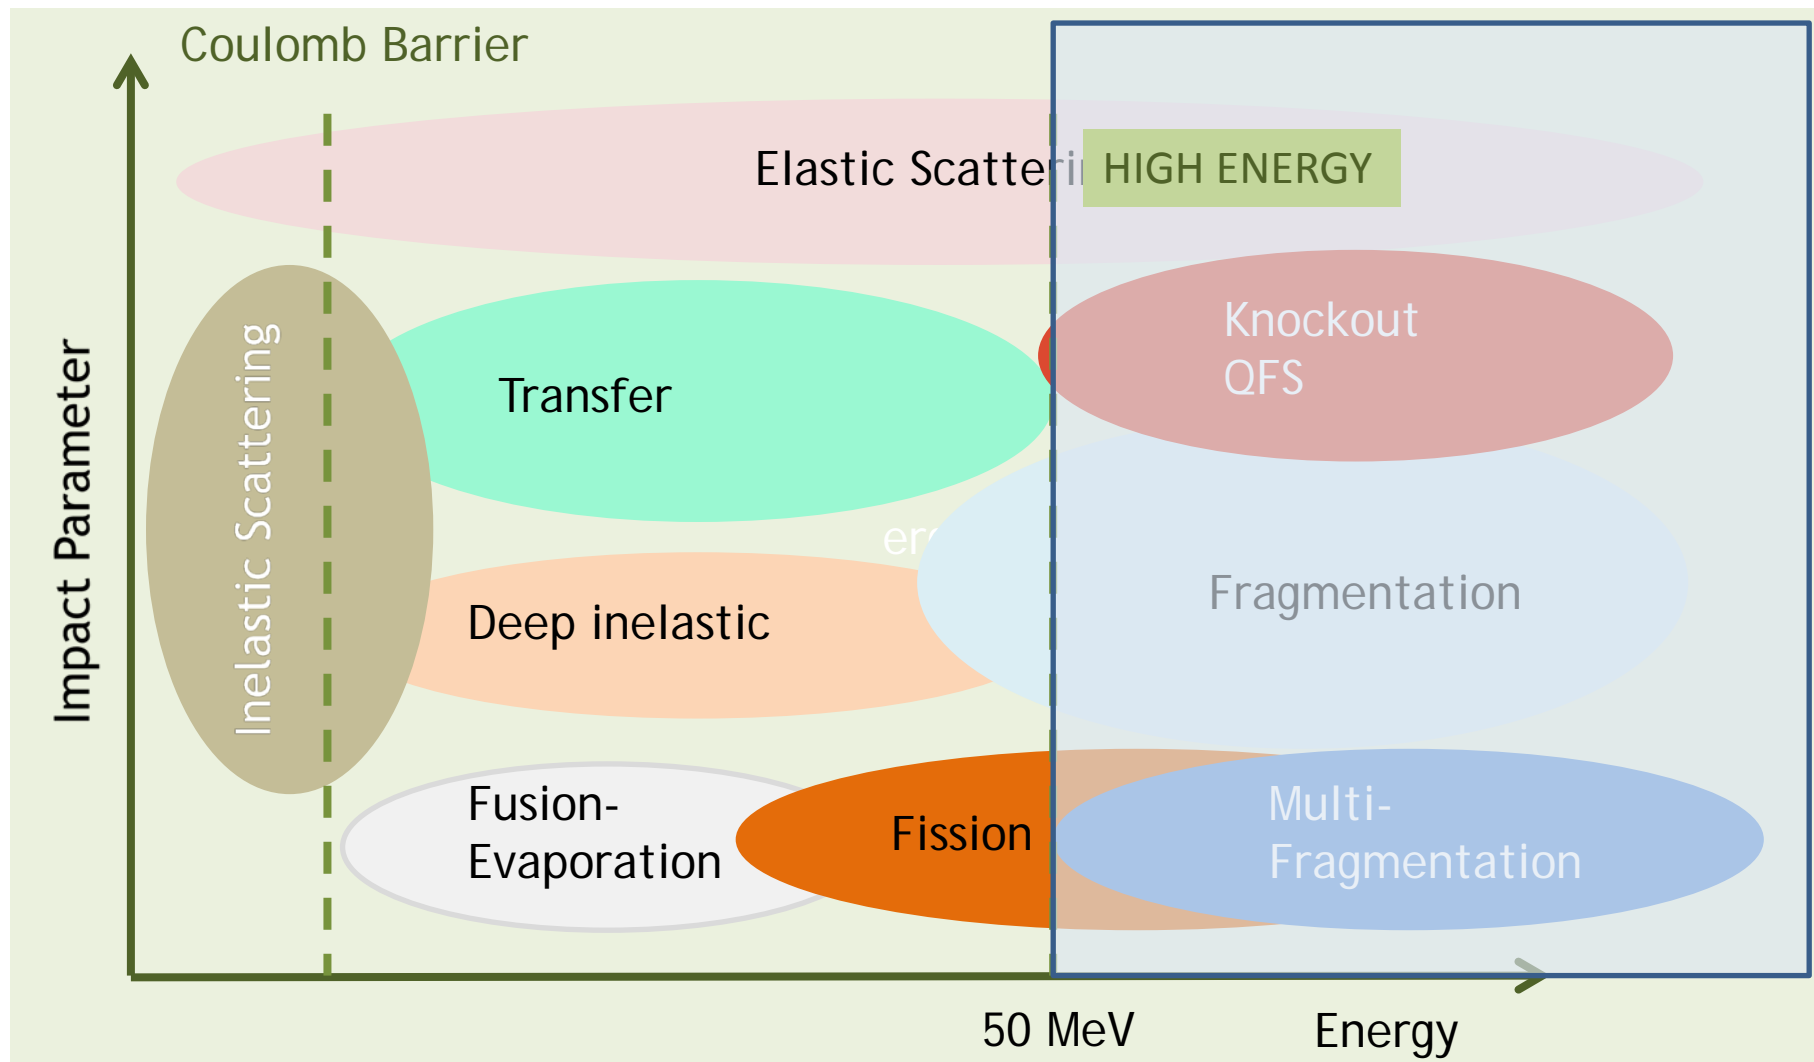 Coulomb Barrier
Elastic Scatteri
HIGH ENERGY
Knockout
QFS
Transfer
Inelastic Scattering
Impact Parameter
Deep inelastic
Fragmentation
Fusion-
Evaporation
Fission
Multi-
Fragmentation
50 MeV
Energy